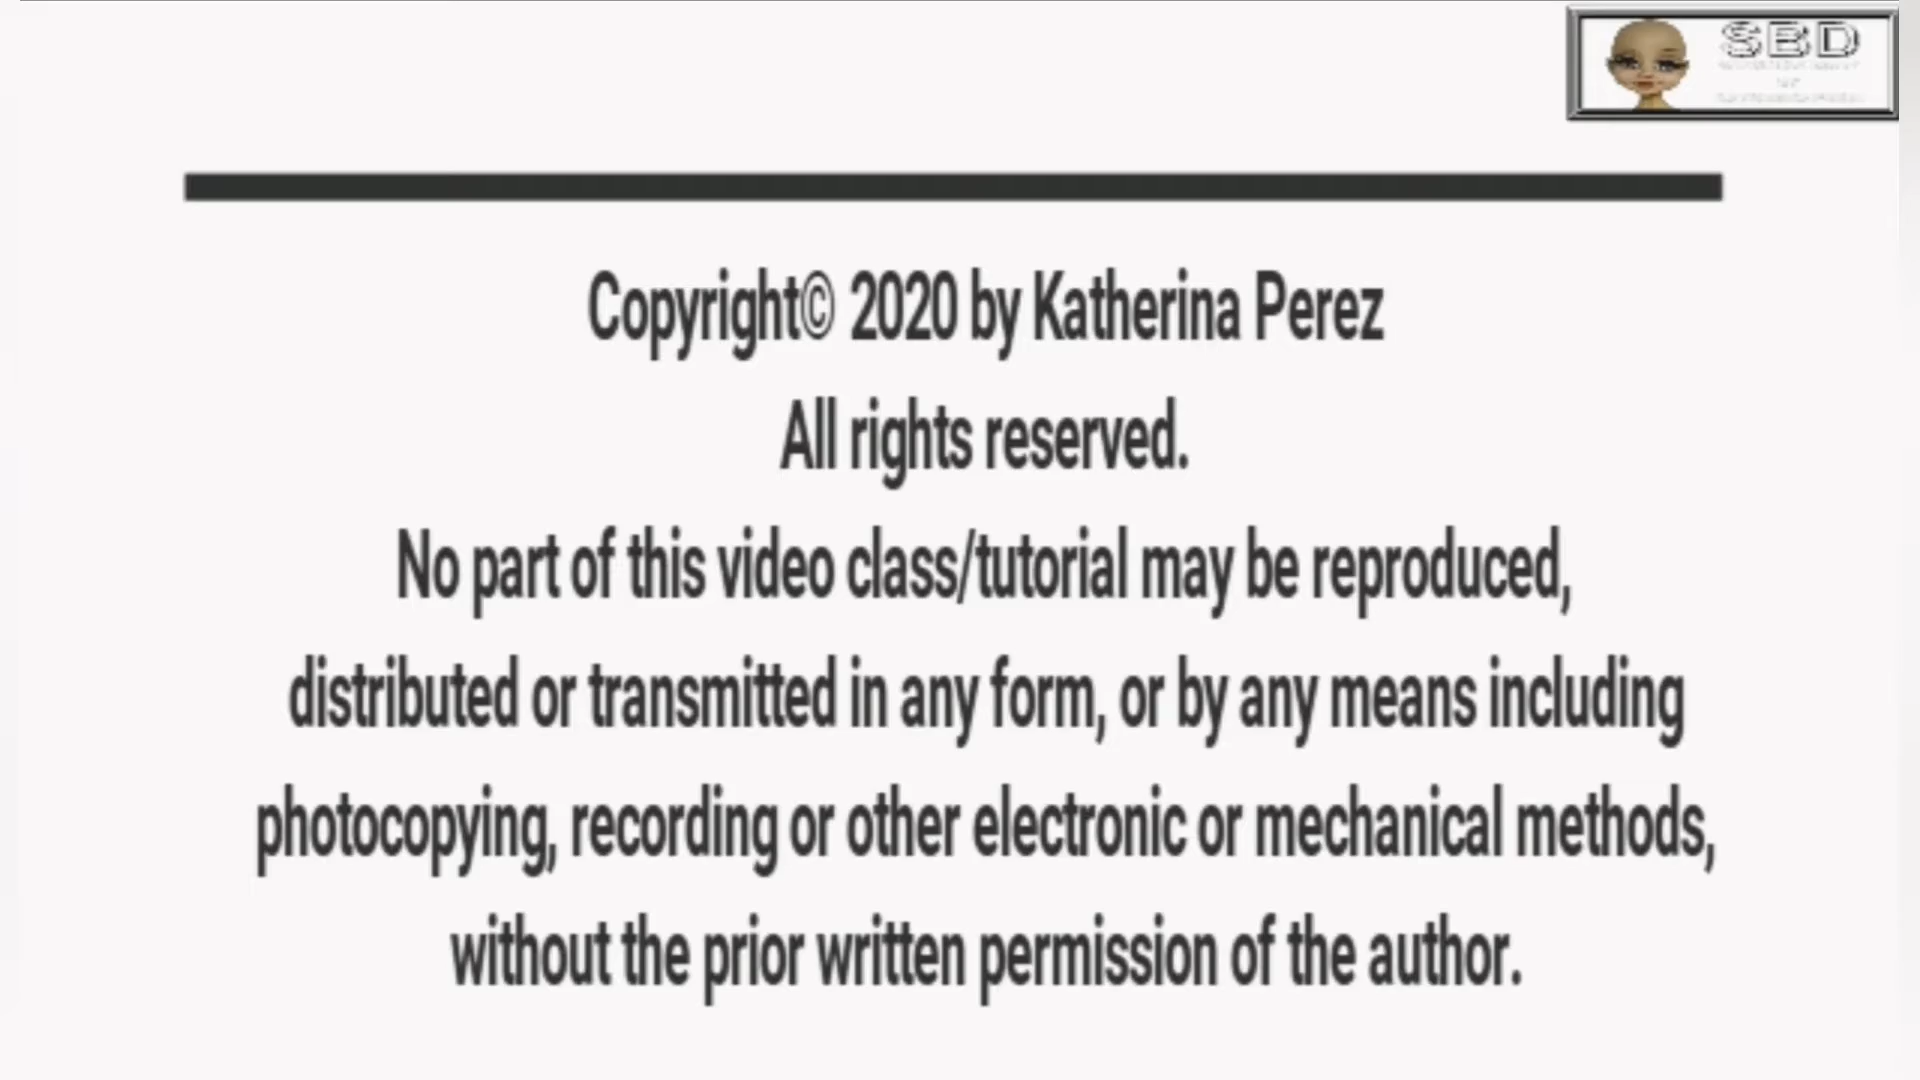 SBD
Copyright© 2020 by Katherina Perez
All rights reserved.
No part of this video class/tutorial may be reproduced,
distributed or transmitted in any form, or by any means including
photocopying, recording or other electronic or mechanical methods,
without the prior written permission of the author.